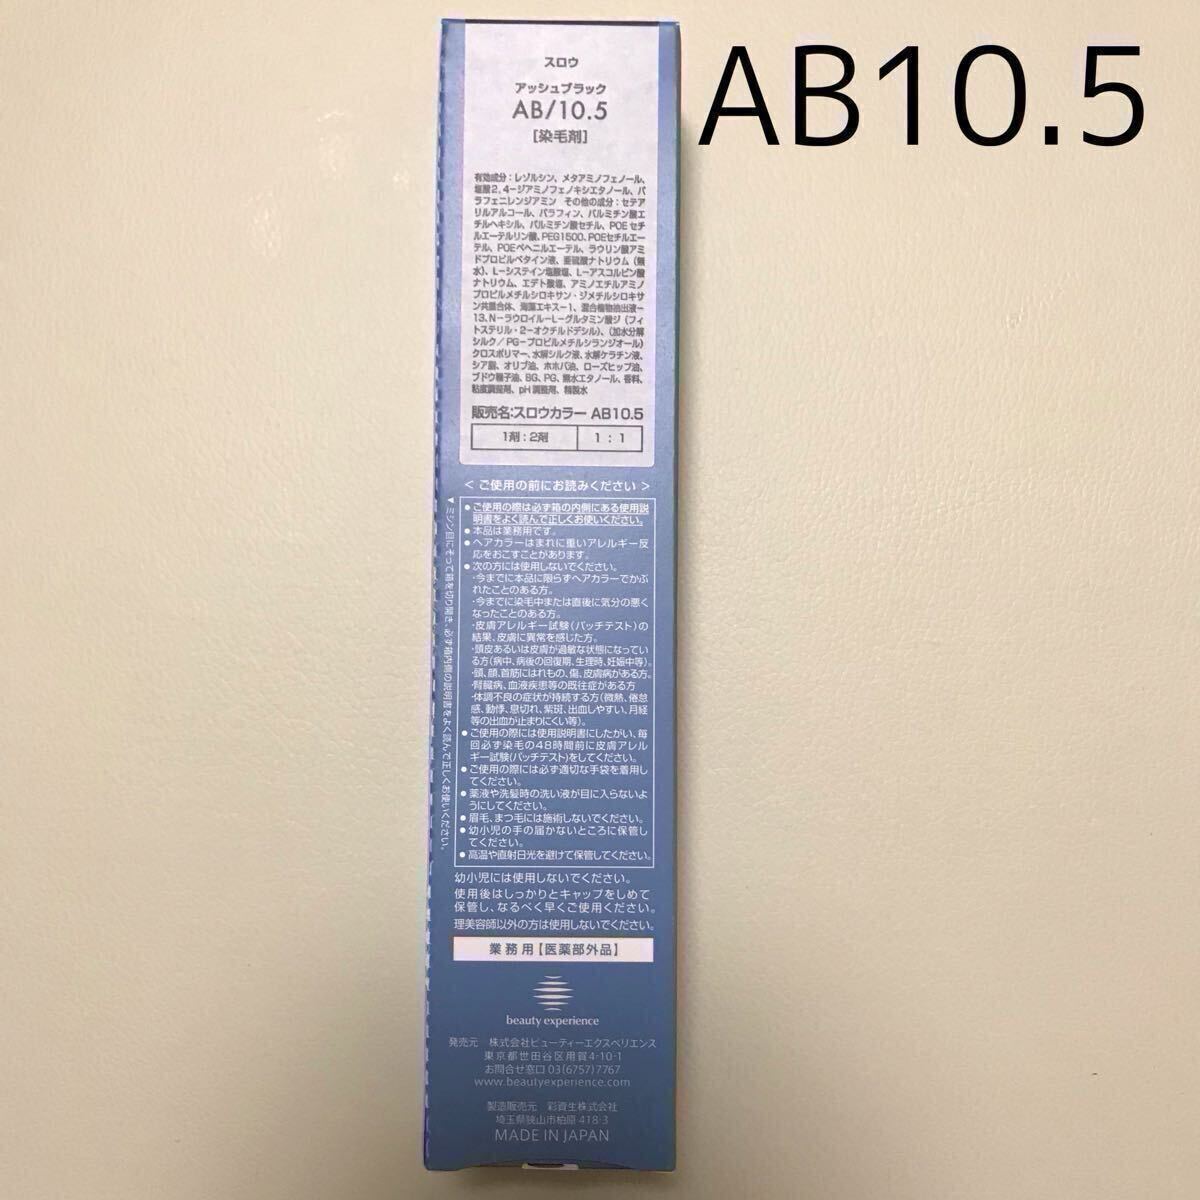 AB10.5
スロウ
アッシュブラック
AB/10.5
[染毛剤]
有効成分：レゾルシン、メタアミノフェノール、
塩酸2,4-ジアミノフェノキシエタノール、パ
ラフェニレンジアミン その他の成分：セテア
リルアルコール、パラフィン、パルミチン酸エ
チルヘキシル、パルミチン酸セチル、POEセチ
ルエーテルリン酸、PEG1500、POEセチルエー
テル、POEベヘニルエーテル、ラウリン酸アミ
ドプロピルベタイン液、亜硫酸ナトリウム（無
水）、L-システイン塩酸塩、L-アスコルビン酸
ナトリウム、エデト酸塩、アミノエチルアミノ
プロピルメチルシロキサン・ジメチルシロキサ
ン共重合体、海藻エキス-1、混合植物抽出液-
13、N-ラウロイル-L-グルタミン酸ジ（フィ
トステリル・2-オクチルドデシル）、（加水分解
シルク／PG-プロピルメチルシランジオール）
クロスポリマー、水解シルク液、水解ケラチン液、
シア脂、オリブ油、ホホバ油、ローズヒップ油、
ブドウ種子油、BG、PG、無水エタノール、香料、
粘度調整剤、pH調整剤、精製水
販売名：スロウカラー AB10.5
1剤：2剤 1：1
＜ご使用の前にお読みください＞
●ご使用の際は必ず箱の内側にある使用説
明書をよく読んで正しくお使いください。
●本品は業務用です。
●ヘアカラーはまれに重いアレルギー反
応をおこすことがあります。
●次の方には使用しないでください。
・今までに本品に限らずヘアカラーでかぶ
れたことのある方。
・今までに染毛中または直後に気分の悪く
なったことのある方。
・皮膚アレルギー試験（パッチテスト）の
結果、皮膚に異常を感じた方。
・頭皮あるいは皮膚が過敏な状態になってい
る方（病中、病後の回復期、生理時、妊娠中等）。
・頭、顔、首筋にはれもの、傷、皮膚病がある方。
・腎臓病、血液疾患等の既往症がある方
・体調不良の症状が持続する方（微熱、倦怠
感、動悸、息切れ、紫斑、出血しやすい、月経
等の出血が止まりにくい等）。
●ご使用の際には使用説明書にしたがい、毎
回必ず染毛の48時間前に皮膚アレル
ギー試験（パッチテスト）をしてください。
●ご使用の際には必ず適切な手袋を着用し
てください。
●薬液や洗髪時の洗い液が目に入らないよ
うにしてください。
●眉毛、まつ毛には施術しないでください。
●幼小児の手の届かないところに保管し
てください。
●高温や直射日光を避けて保管してください。
▼ミシン目にそって箱を切り開き、必ず箱内側の説明書をよく読んで正しくお使いください。
幼小児には使用しないでください。
使用後はしっかりとキャップをしめて
保管し、なるべく早くご使用ください。
理美容師以外の方は使用しないでください。
業務用【医薬部外品】
beauty experience
発売元 株式会社ビューティーエクスペリエンス
東京都世田谷区用賀4-10-1
お問合せ窓口 03(6757)7767
www.beautyexperience.com
製造販売元 彩資生株式会社
埼玉県狭山市柏原 418-3
MADE IN JAPAN